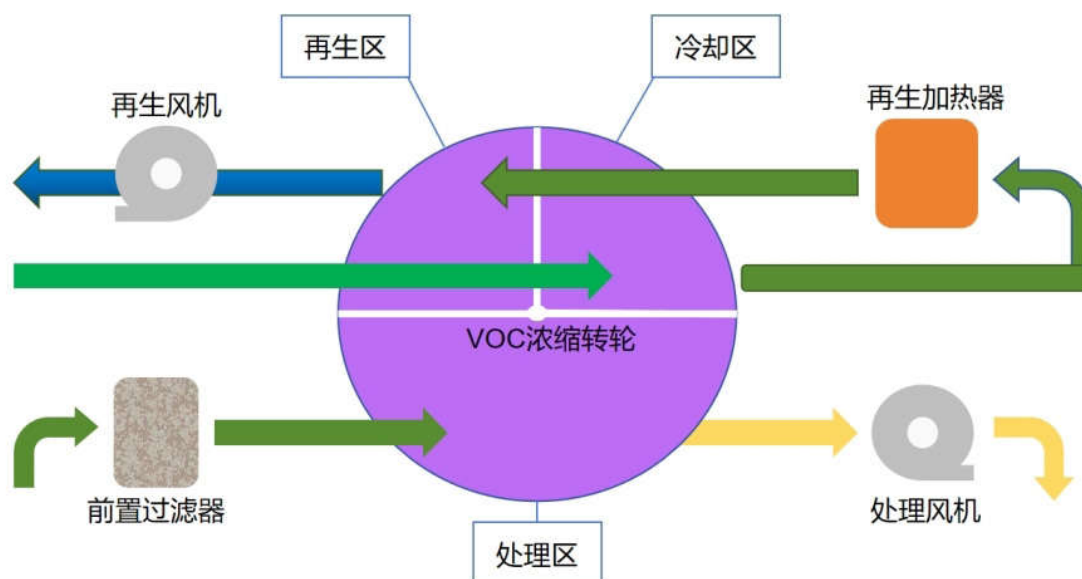 再生区
冷却区
再生风机
再生加热器
VOC浓缩转轮
前置过滤器
处理风机
处理区